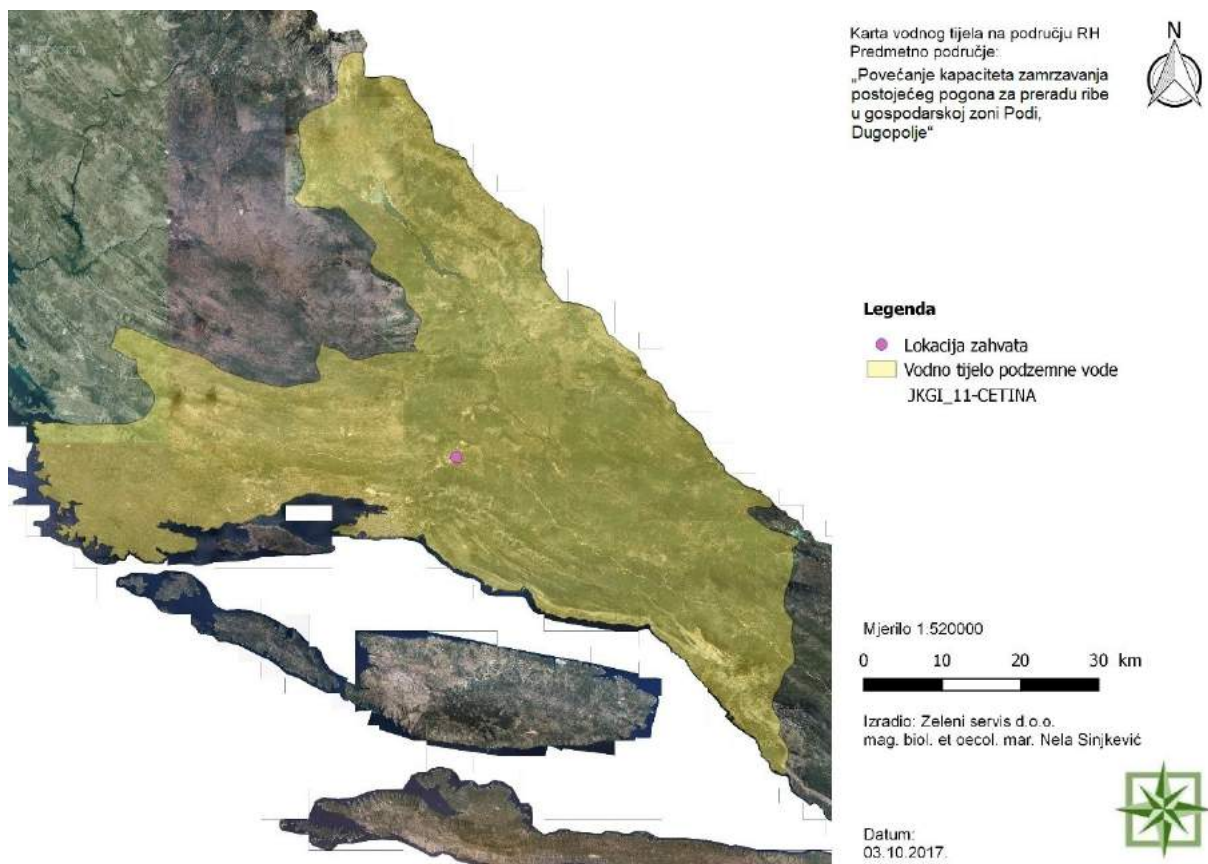 Karta vodnog tijela na području RH
Predmetno područje:
„Povećanje kapaciteta zamrzavanja
postojećeg pogona za preradu ribe
u gospodarskoj zoni Podi,
Dugopolje“
N
Legenda
Lokacija zahvata
Vodno tijelo podzemne vode
JKGI_11-CETINA
Mjerilo 1:520000
0 10 20 30 km
Izradio: Zeleni servis d.o.o.
mag. biol. et oecol. mar. Nela Sinjkević
Datum:
03.10.2017.